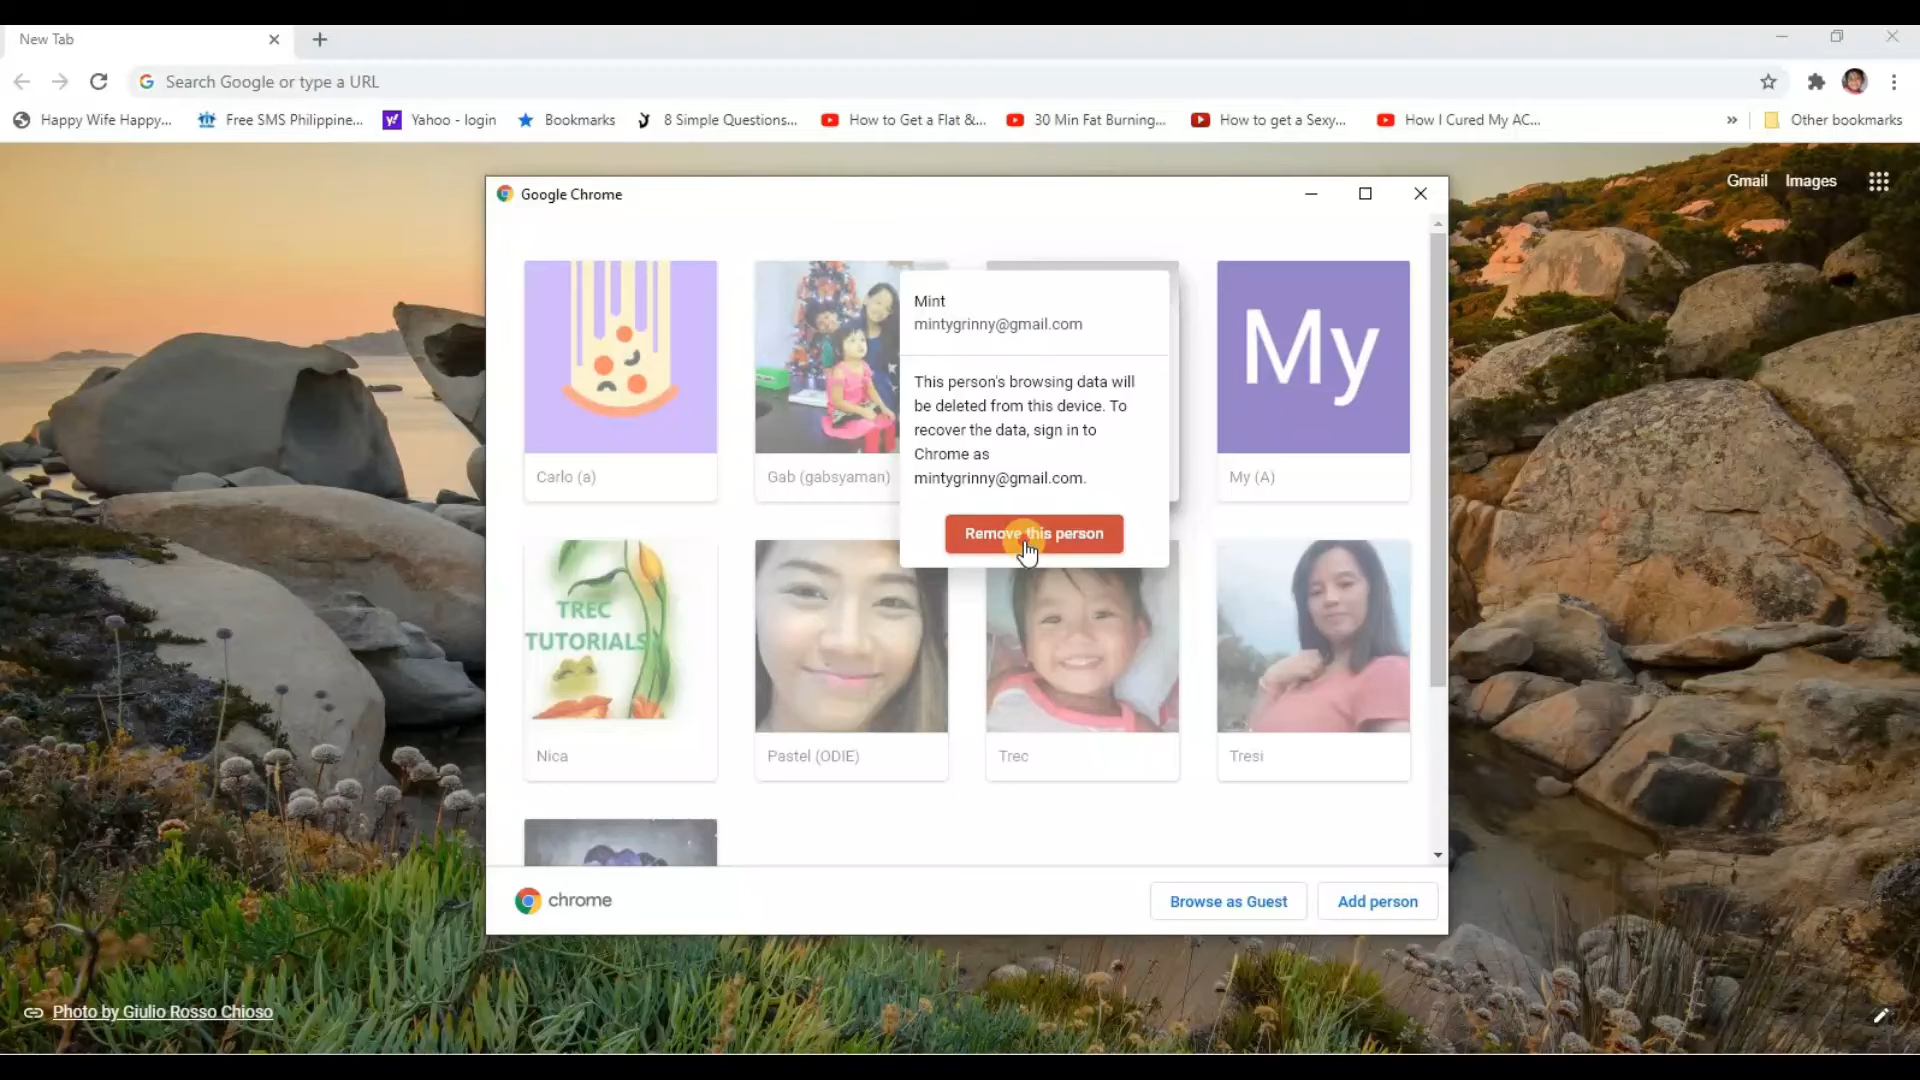 New Tab
Search Google or type a URL
Happy Wife Happy...
Free SMS Philippine...
Yahoo - login
Bookmarks
8 Simple Questions...
How to Get a Flat &...
30 Min Fat Burning...
How to get a Sexy...
How I Cured My AC...
»
Other bookmarks
Gmail Images
Google Chrome
Mint
mintygrinny@gmail.com
This person's browsing data will
be deleted from this device. To
recover the data, sign in to
Chrome as
mintygrinny@gmail.com.
Remove this person
My
Carlo (a)
Gab (gabsyaman)
My (A)
TREC
TUTORIALS
Nica
Pastel (ODIE)
Trec
Tresi
chrome
Browse as Guest
Add person
Photo by Giulio Rosso Chioso